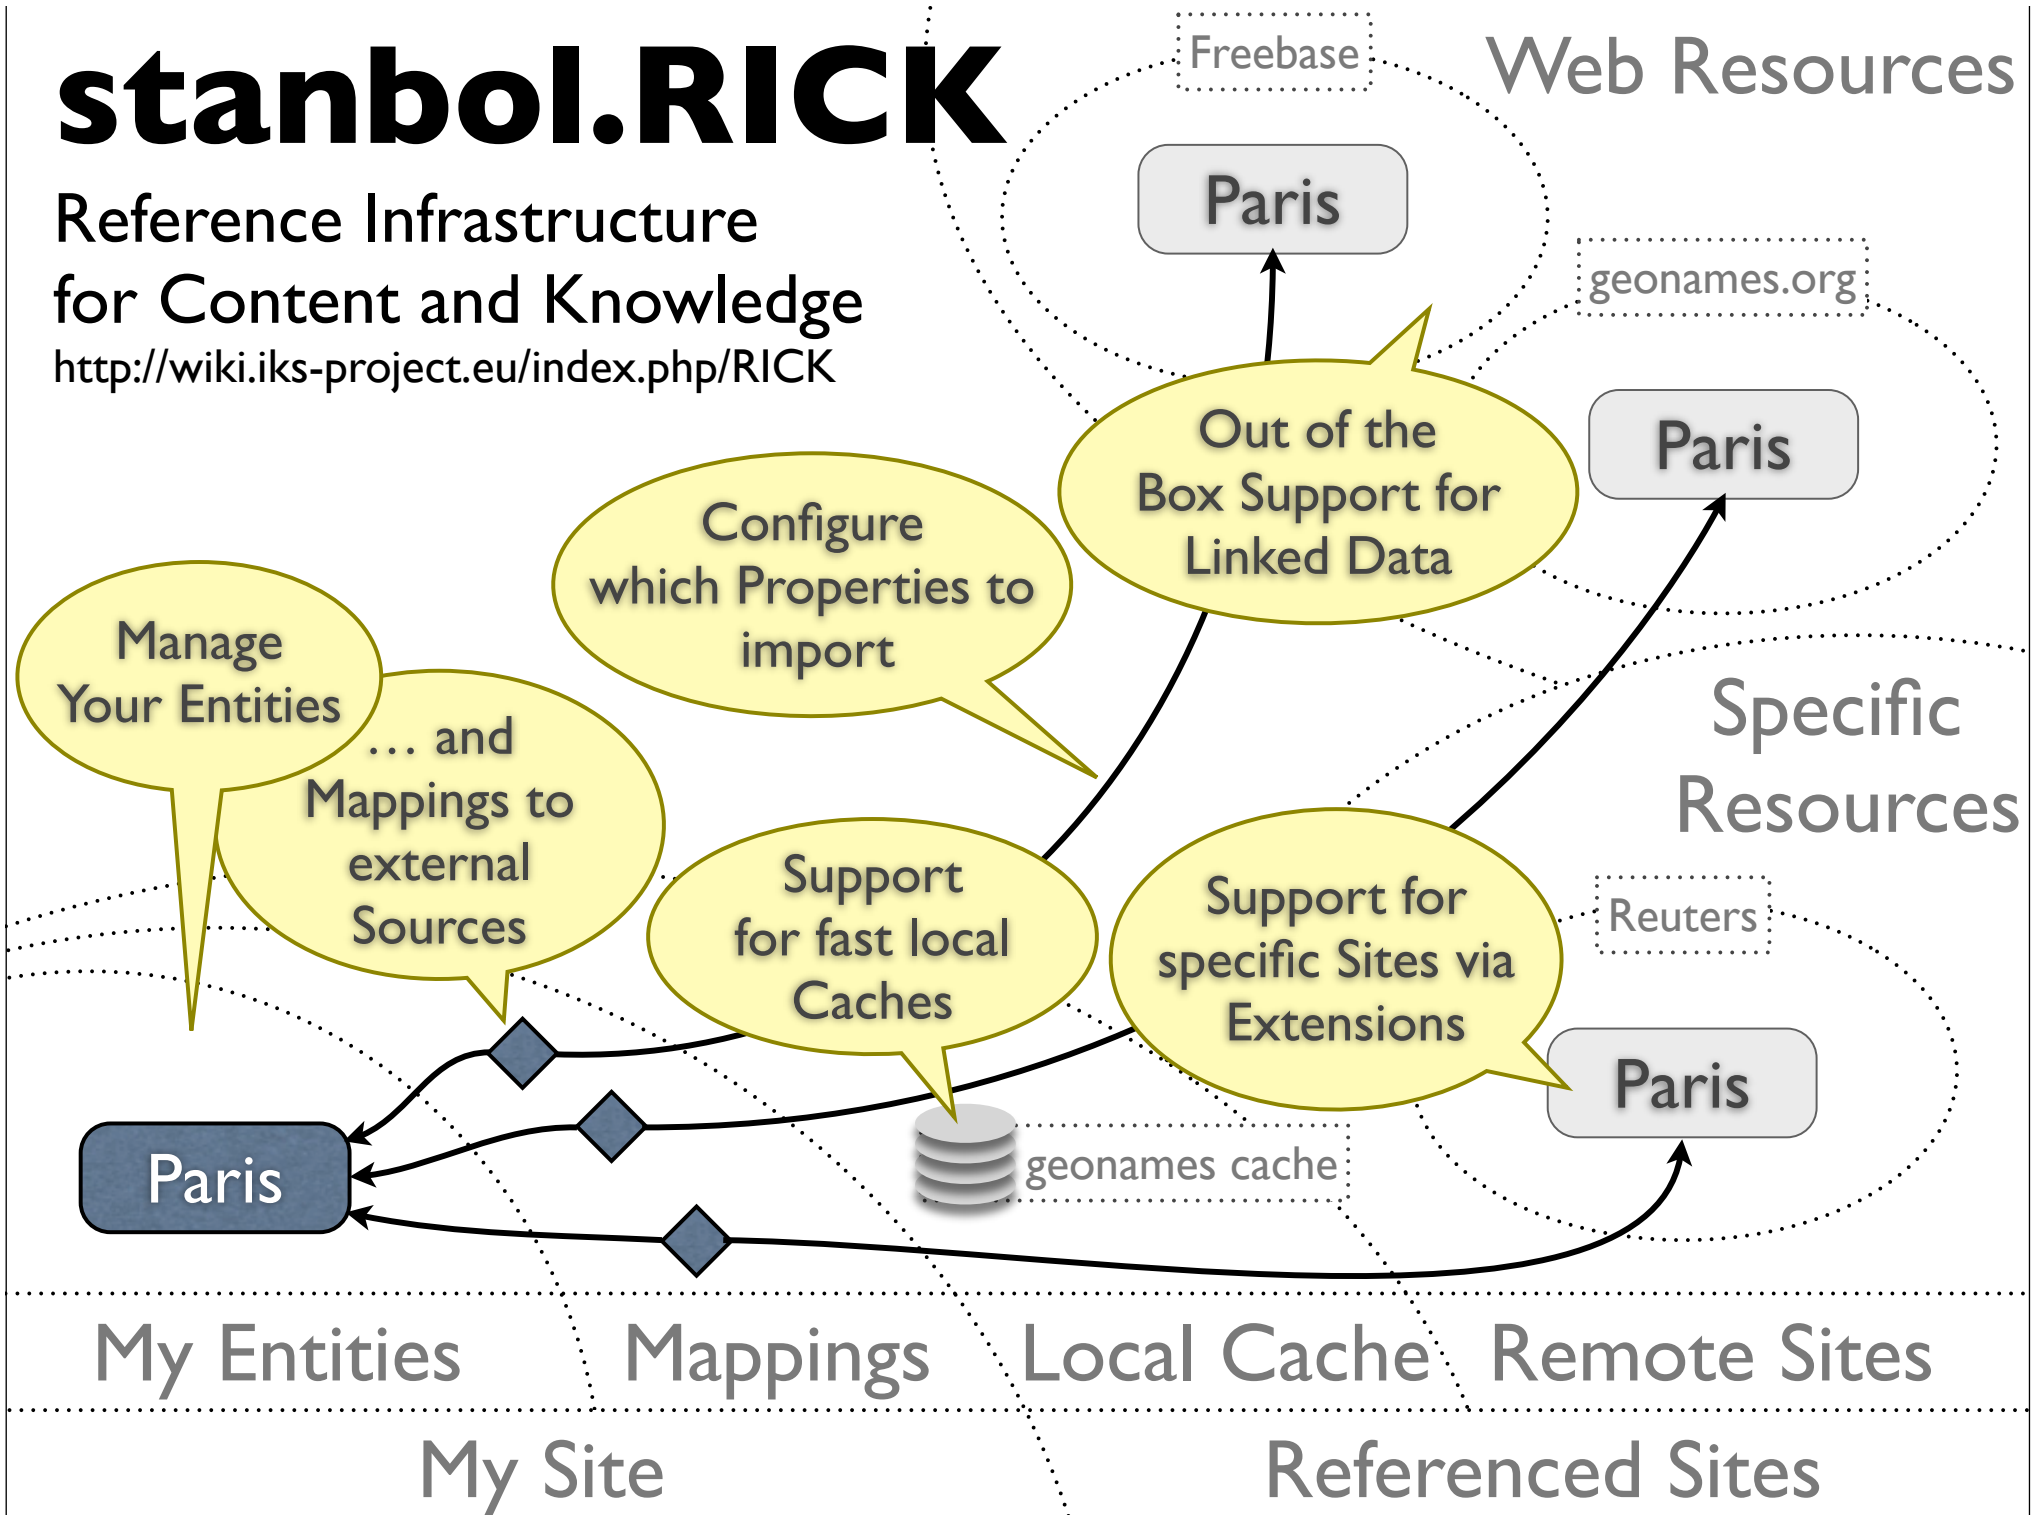 stanbol.RICK
Reference Infrastructure
for Content and Knowledge
http://wiki.iks-project.eu/index.php/RICK
Freebase
Web Resources
Paris
geonames.org
Paris
Out of the
Box Support for
Linked Data
Configure
which Properties to
import
Manage
Your Entities
... and
Mappings to
external
Sources
Specific
Resources
Support
for fast local
Caches
Support for
specific Sites via
Extensions
Reuters
Paris
Paris
geonames cache
My Entities
Mappings
Local Cache
Remote Sites
My Site
Referenced Sites